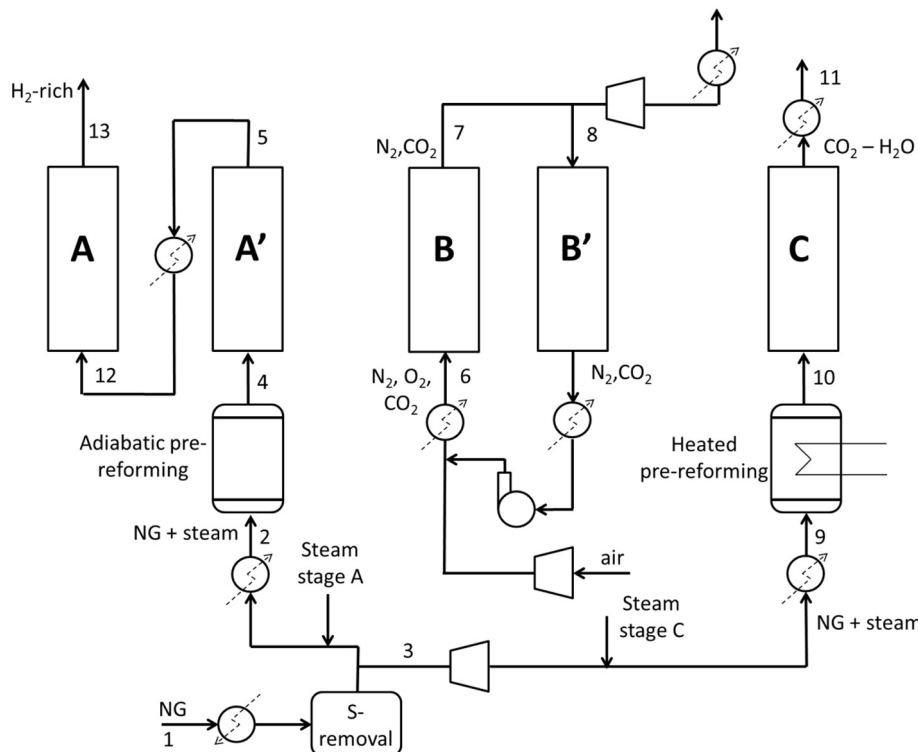 H₂-rich
13
5
A
A’
12
4
Adiabatic pre-
reforming
NG + steam
2
Steam
stage A
NG
1
S-
removal
3
7
N₂,CO₂
8
B
B’
N₂, O₂,
CO₂
6
N₂,CO₂
air
Steam
stage C
11
CO₂ – H₂O
C
10
Heated
pre-reforming
9
NG + steam